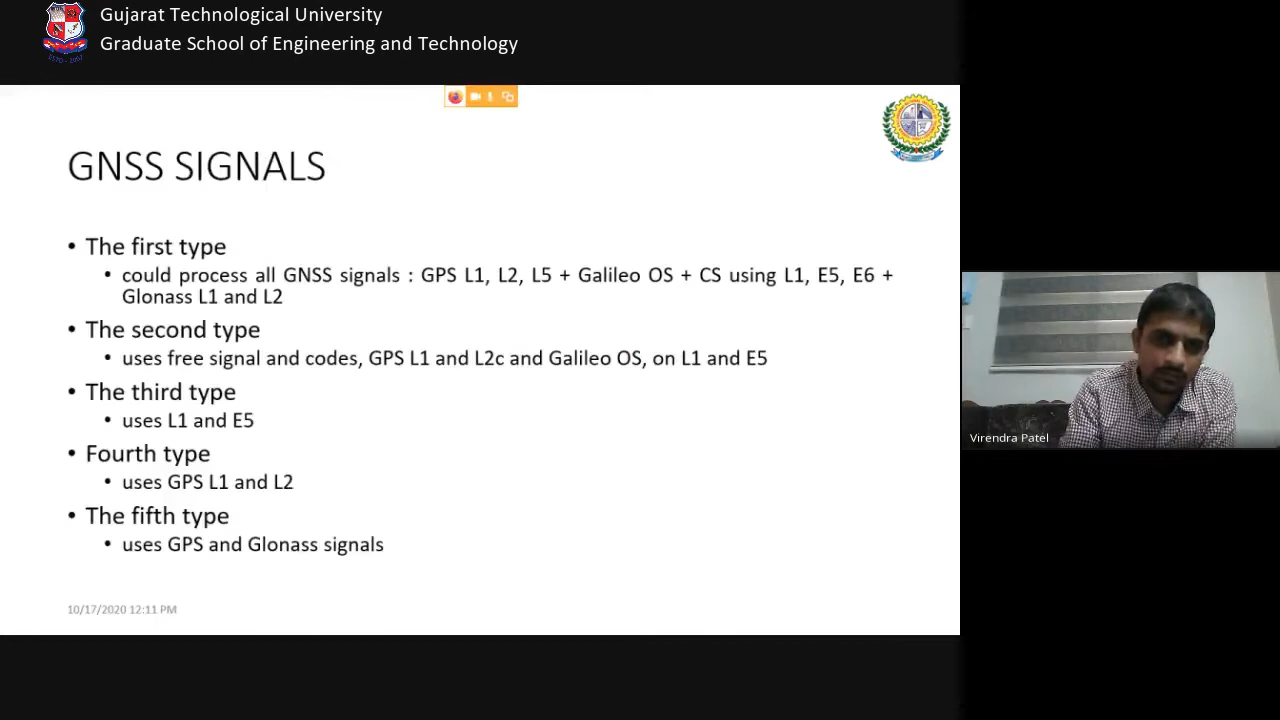 Gujarat Technological University
Graduate School of Engineering and Technology
GNSS SIGNALS
• The first type
• could process all GNSS signals : GPS L1, L2, L5 + Galileo OS + CS using L1, E5, E6 +
Glonass L1 and L2
• The second type
• uses free signal and codes, GPS L1 and L2c and Galileo OS, on L1 and E5
• The third type
• uses L1 and E5
• Fourth type
• uses GPS L1 and L2
• The fifth type
• uses GPS and Glonass signals
10/17/2020 12:11 PM
Virendra Patel